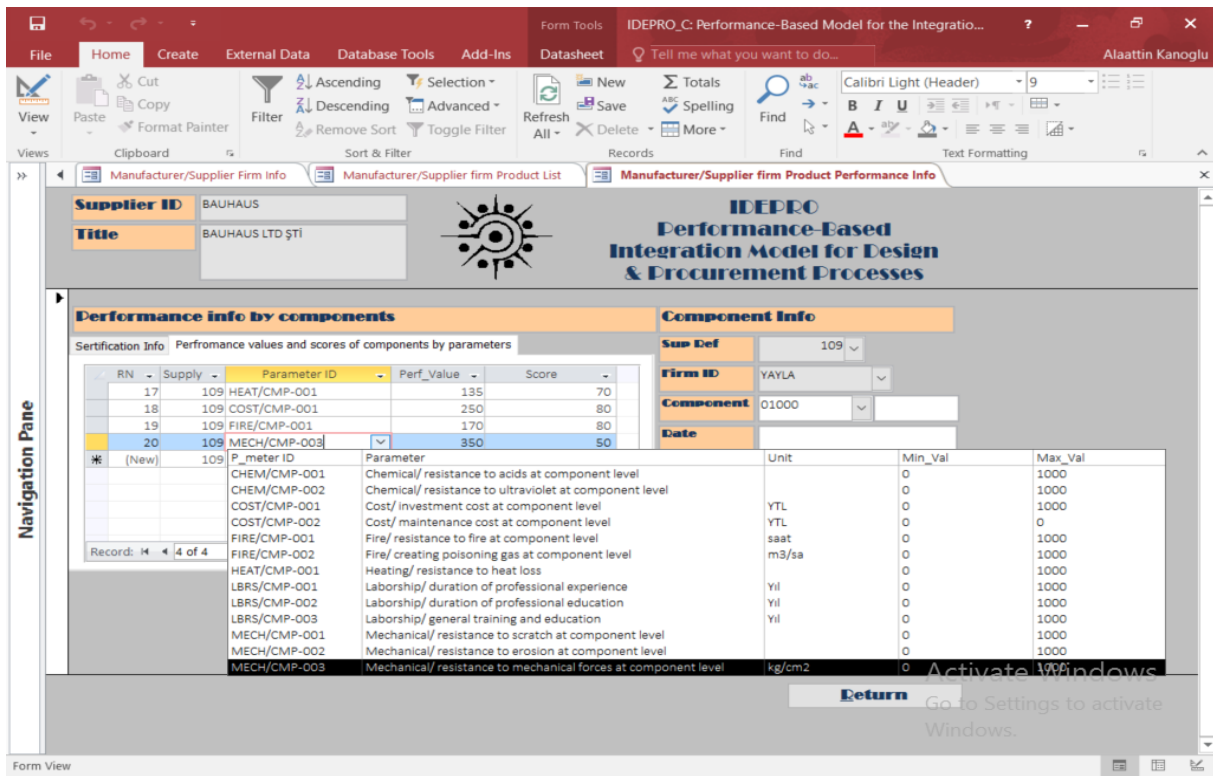 Form Tools IDEPRO_C: Performance-Based Model for the Integratio... ?
File Home Create External Data Database Tools Add-Ins Datasheet Tell me what you want to do... Alaattin Kanoglu
View
Paste
Cut
Copy
Format Painter
Filter
Ascending
Descending
Remove Sort
Selection
Advanced
Toggle Filter
Refresh All
New
Save
Delete
Totals
Spelling
More
Find
Calibri Light (Header) 9
B I U
Views Clipboard Sort & Filter Records Find Text Formatting
Manufacturer/Supplier Firm Info Manufacturer/Supplier firm Product List Manufacturer/Supplier firm Product Performance Info
Navigation Pane
Supplier ID BAUHAUS
Title BAUHAUS LTD ŞTİ
IDEPRO
Performance-Based
Integration Model for Design
& Procurement Processes
Performance info by components
Sertification Info Perfromance values and scores of components by parameters
RN Supply Parameter ID Perf_Value Score
17 109 HEAT/CMP-001 135 70
18 109 COST/CMP-001 250 80
19 109 FIRE/CMP-001 170 80
20 109 MECH/CMP-003 350 50
(New) 109
Component Info
Sup Ref 109
Firm ID YAYLA
Component 01000
Date
P_meter ID Parameter Unit Min_Val Max_Val
CHEM/CMP-001 Chemical/ resistance to acids at component level 0 1000
CHEM/CMP-002 Chemical/ resistance to ultraviolet at component level 0 1000
COST/CMP-001 Cost/ investment cost at component level YTL 0 1000
COST/CMP-002 Cost/ maintenance cost at component level YTL 0 0
FIRE/CMP-001 Fire/ resistance to fire at component level saat 0 1000
FIRE/CMP-002 Fire/ creating poisoning gas at component level m3/sa 0 1000
HEAT/CMP-001 Heating/ resistance to heat loss 0 1000
LBRS/CMP-001 Laborship/ duration of professional experience Yıl 0 1000
LBRS/CMP-002 Laborship/ duration of professional education Yıl 0 1000
LBRS/CMP-003 Laborship/ general training and education Yıl 0 1000
MECH/CMP-001 Mechanical/ resistance to scratch at component level 0 1000
MECH/CMP-002 Mechanical/ resistance to erosion at component level 0 1000
MECH/CMP-003 Mechanical/ resistance to mechanical forces at component level kg/cm2 0 1000
Record: 4 of 4
Return
Activate Windows
Go to Settings to activate
Windows.
Form View